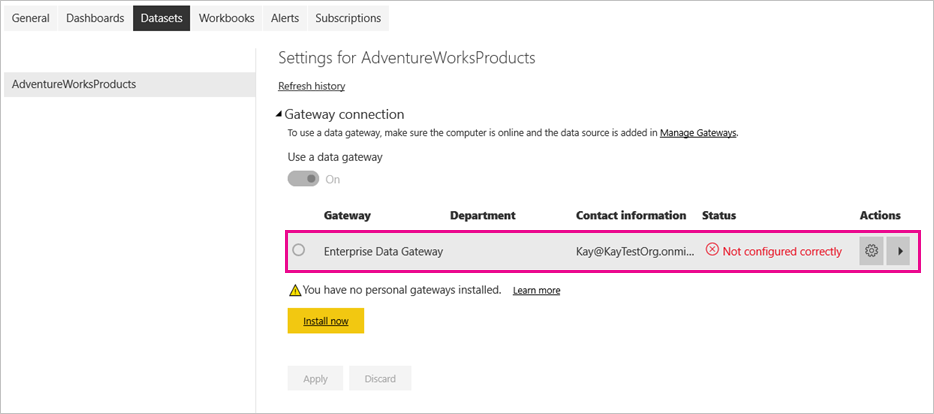 General Dashboards Datasets Workbooks Alerts Subscriptions
AdventureWorksProducts
Settings for AdventureWorksProducts
Refresh history
Gateway connection
To use a data gateway, make sure the computer is online and the data source is added in Manage Gateways.
Use a data gateway
On
Gateway Department Contact information Status Actions
Enterprise Data Gateway Kay@KayTestOrg.onmi... Not configured correctly
You have no personal gateways installed. Learn more
Install now
Apply Discard